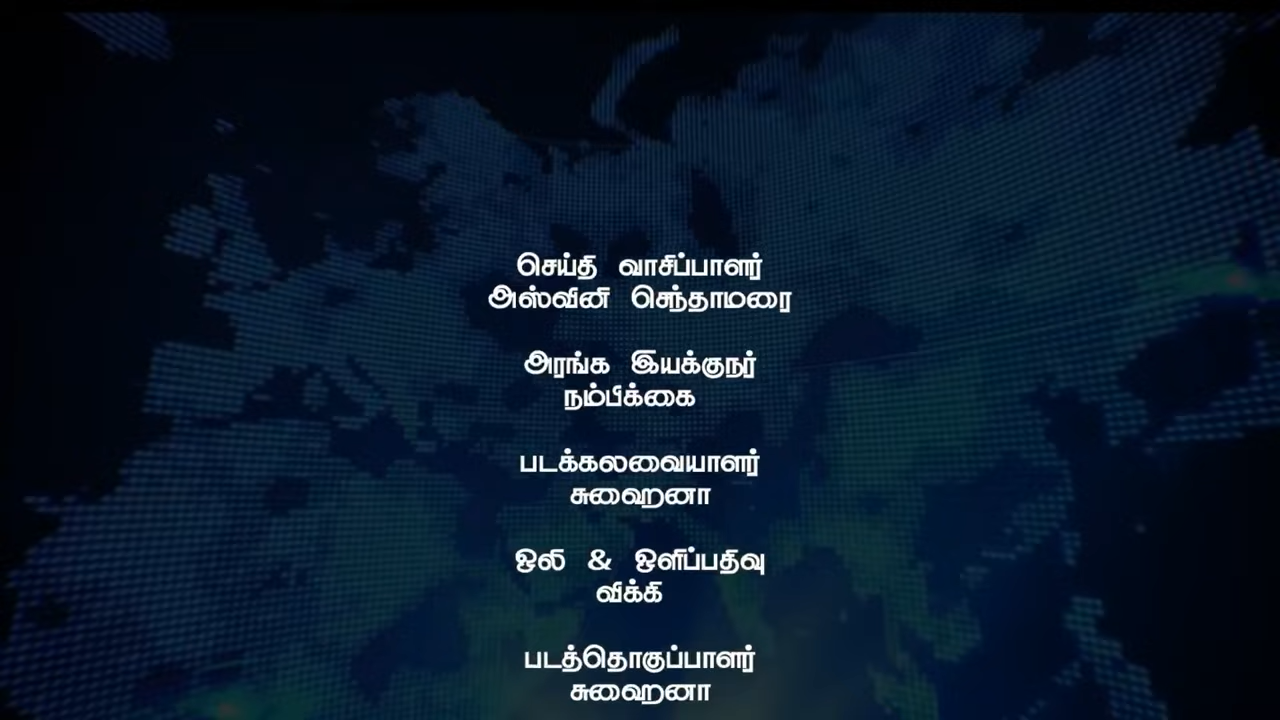 செய்தி வாசிப்பாளர்
அஸ்வினி செந்தாமரை
அரங்க இயக்குநர்
நம்பிக்கை
படக்கலவையாளர்
சுஹைனா
ஒலி & ஒளிப்பதிவு
விக்கி
படத்தொகுப்பாளர்
சுஹைனா